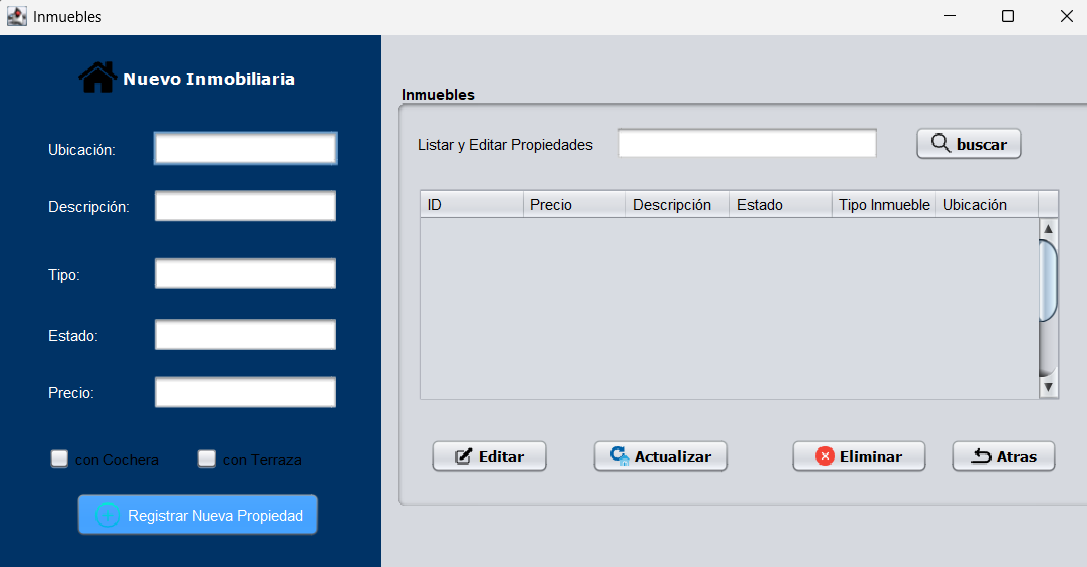 Inmuebles
Nuevo Inmobiliaria
Ubicación:
Descripción:
Tipo:
Estado:
Precio:
con Cochera con Terraza
Registrar Nueva Propiedad
Inmuebles
Listar y Editar Propiedades buscar
ID Precio Descripción Estado Tipo Inmueble Ubicación
Editar Actualizar Eliminar Atras